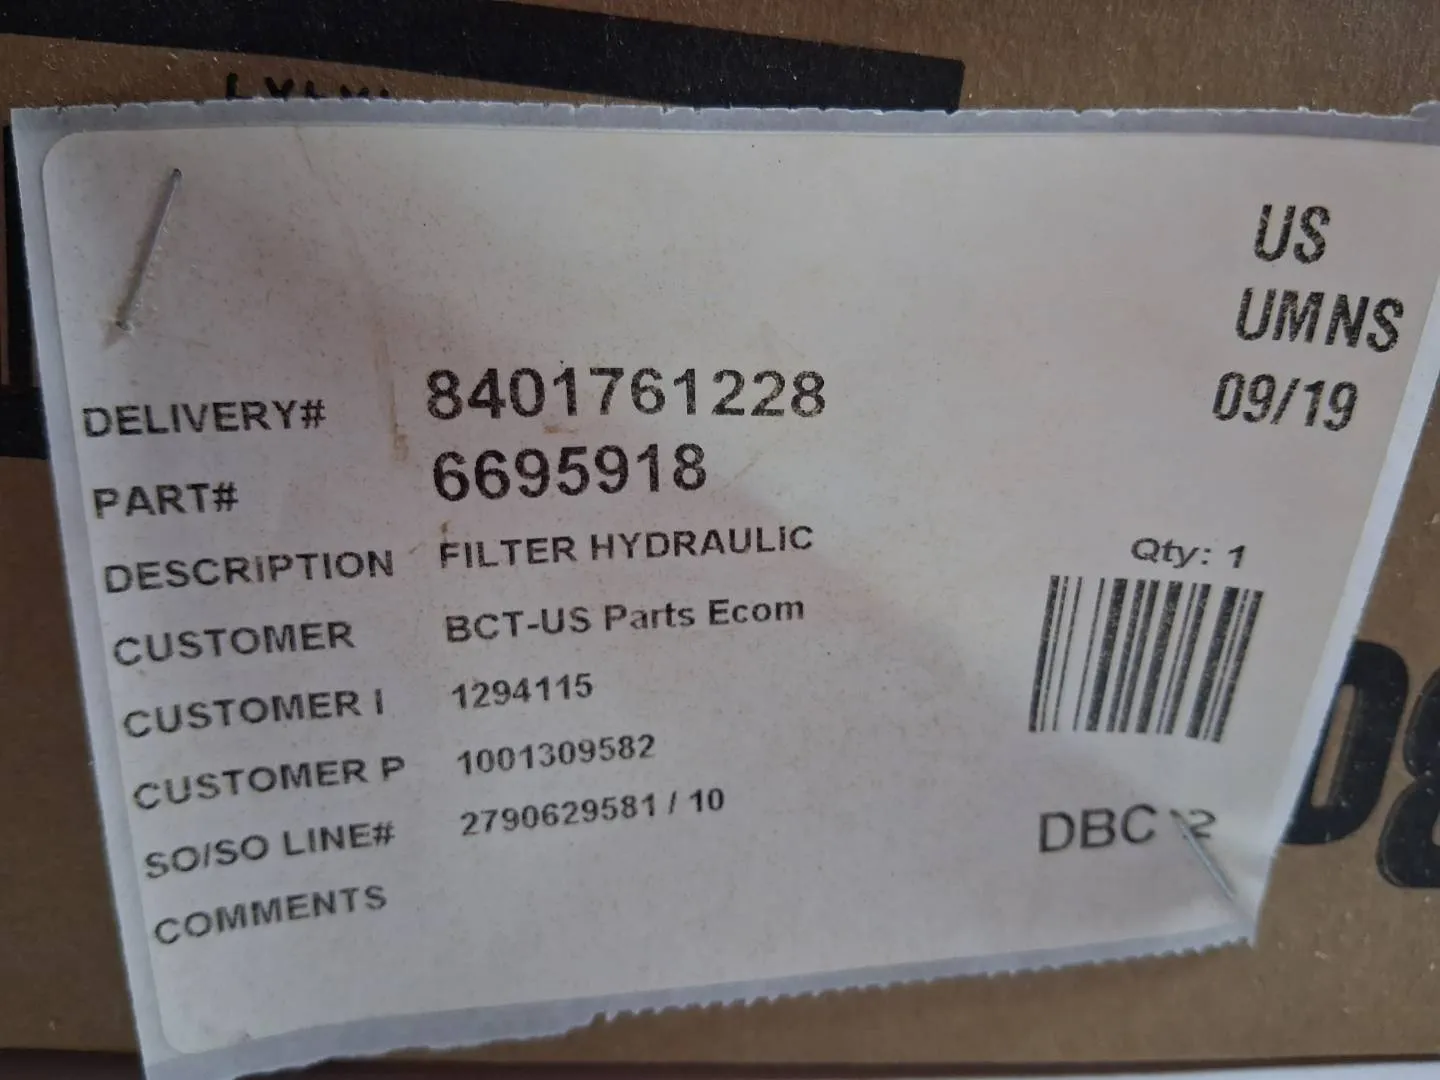 US
UMNS
09/19
DELIVERY# 8401761228
PART# 6695918
DESCRIPTION FILTER HYDRAULIC
Qty: 1
CUSTOMER BCT-US Parts Ecom
CUSTOMER I 1294115
CUSTOMER P 1001309582
SO/SO LINE# 2790629581 / 10
DBC
COMMENTS